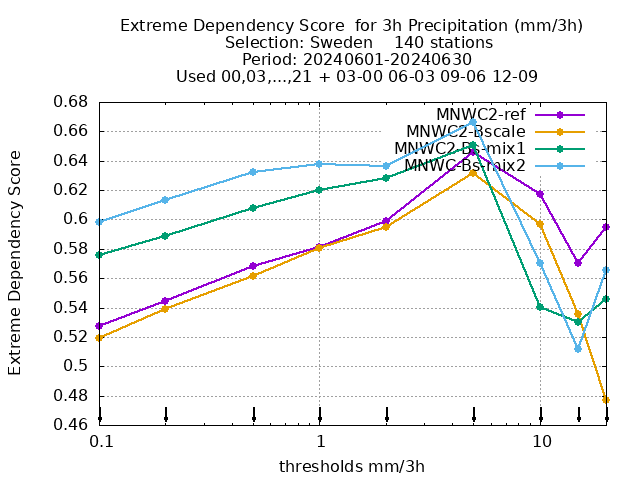 Extreme Dependency Score  for 3h Precipitation (mm/3h)
Selection: Sweden    140 stations
Period: 20240601-20240630
Used 00,03,...,21 + 03-00 06-03 09-06 12-09
Extreme Dependency Score
0.68
0.66
0.64
0.62
0.6
0.58
0.56
0.54
0.52
0.5
0.48
0.46
MNWC2-ref
MNWC2-Bscale
MNWC2-Bs-mix1
MNWC-Bs-mix2
0.1
1
10
thresholds mm/3h